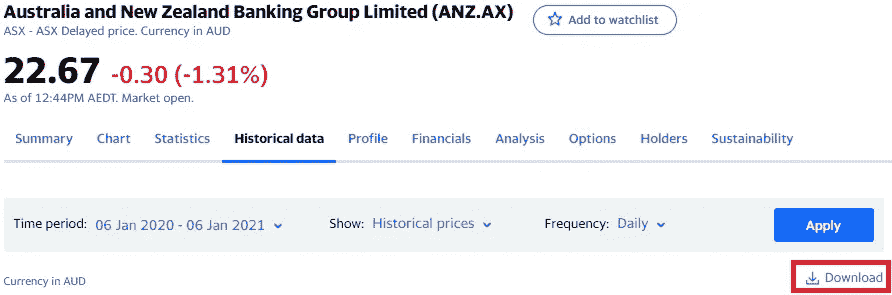 Australia and New Zealand Banking Group Limited (ANZ.AX)
Add to watchlist
ASX - ASX Delayed price. Currency in AUD
22.67 -0.30 (-1.31%)
As of 12:44PM AEDT. Market open.
Summary Chart Statistics Historical data Profile Financials Analysis Options Holders Sustainability
Time period: 06 Jan 2020 - 06 Jan 2021 Show: Historical prices Frequency: Daily Apply
Currency in AUD Download